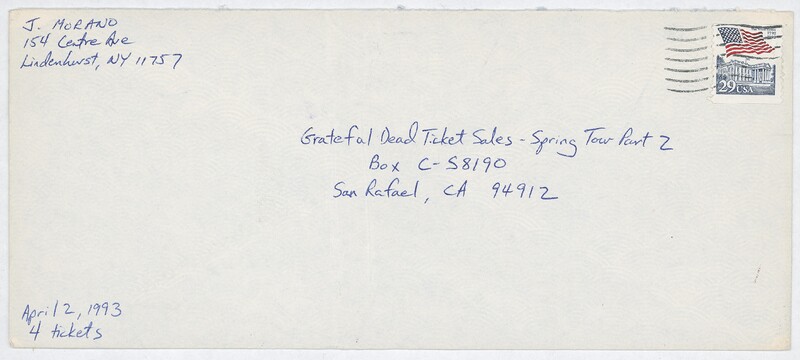 J. MORANO
154 Centre Ave
Lindenhurst, NY 11757
29 USA
Grateful Dead Ticket Sales - Spring Tour Part 2
Box C-S8190
San Rafael, CA 94912
April 2, 1993
4 tickets